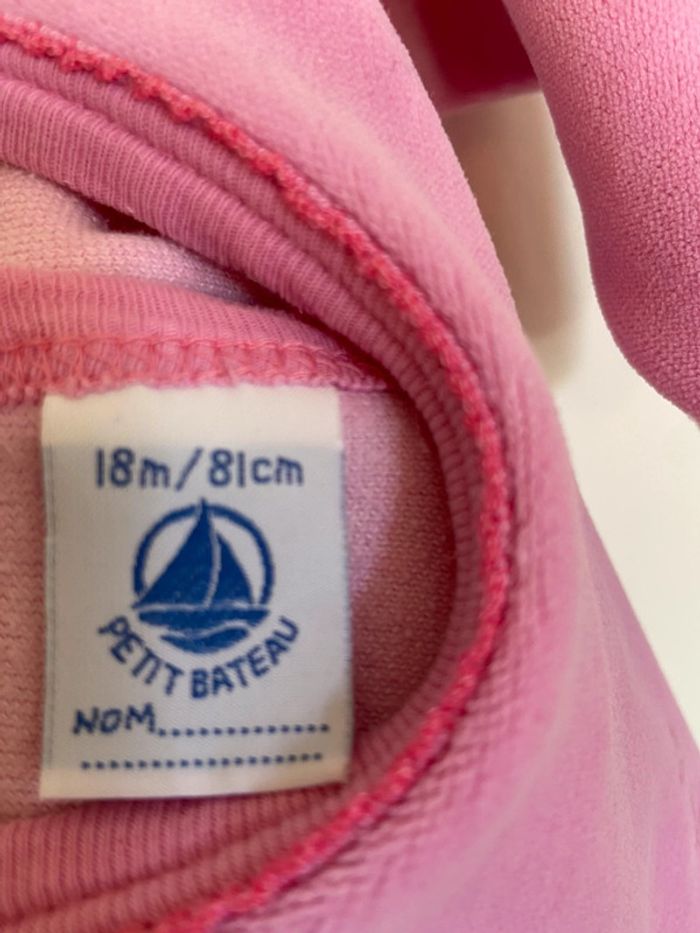 18m/81cm
PETIT BATEAU
NOM..............
..................